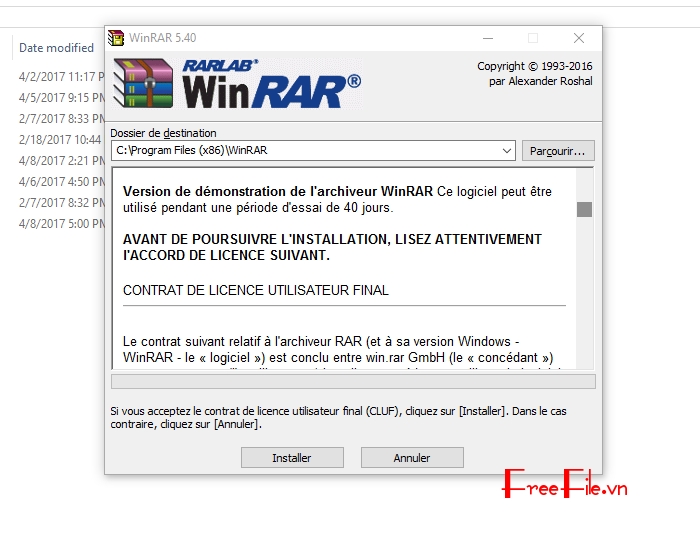 WinRAR 5.40
Date modified
4/2/2017 11:17 P
4/5/2017 9:15 PM
2/7/2017 8:33 PM
2/18/2017 10:44
4/8/2017 2:21 PM
4/6/2017 4:50 PM
2/7/2017 8:32 PM
4/8/2017 5:00 PM
RARLAB®
WinRAR®
Copyright © 1993-2016
par Alexander Roshal
Dossier de destination
C:\Program Files (x86)\WinRAR
Parcourir...
Version de démonstration de l'archiveur WinRAR Ce logiciel peut être
utilisé pendant une période d'essai de 40 jours.
AVANT DE POURSUIVRE L'INSTALLATION, LISEZ ATTENTIVEMENT
l'ACCORD DE LICENCE SUIVANT.
CONTRAT DE LICENCE UTILISATEUR FINAL
Le contrat suivant relatif à l'archiveur RAR (et à sa version Windows -
WinRAR - le « logiciel ») est conclu entre win.rar GmbH (le « concédant »)
Si vous acceptez le contrat de licence utilisateur final (CLUF), cliquez sur [Installer]. Dans le cas
contraire, cliquez sur [Annuler].
Installer
Annuler
FreeFile.vn